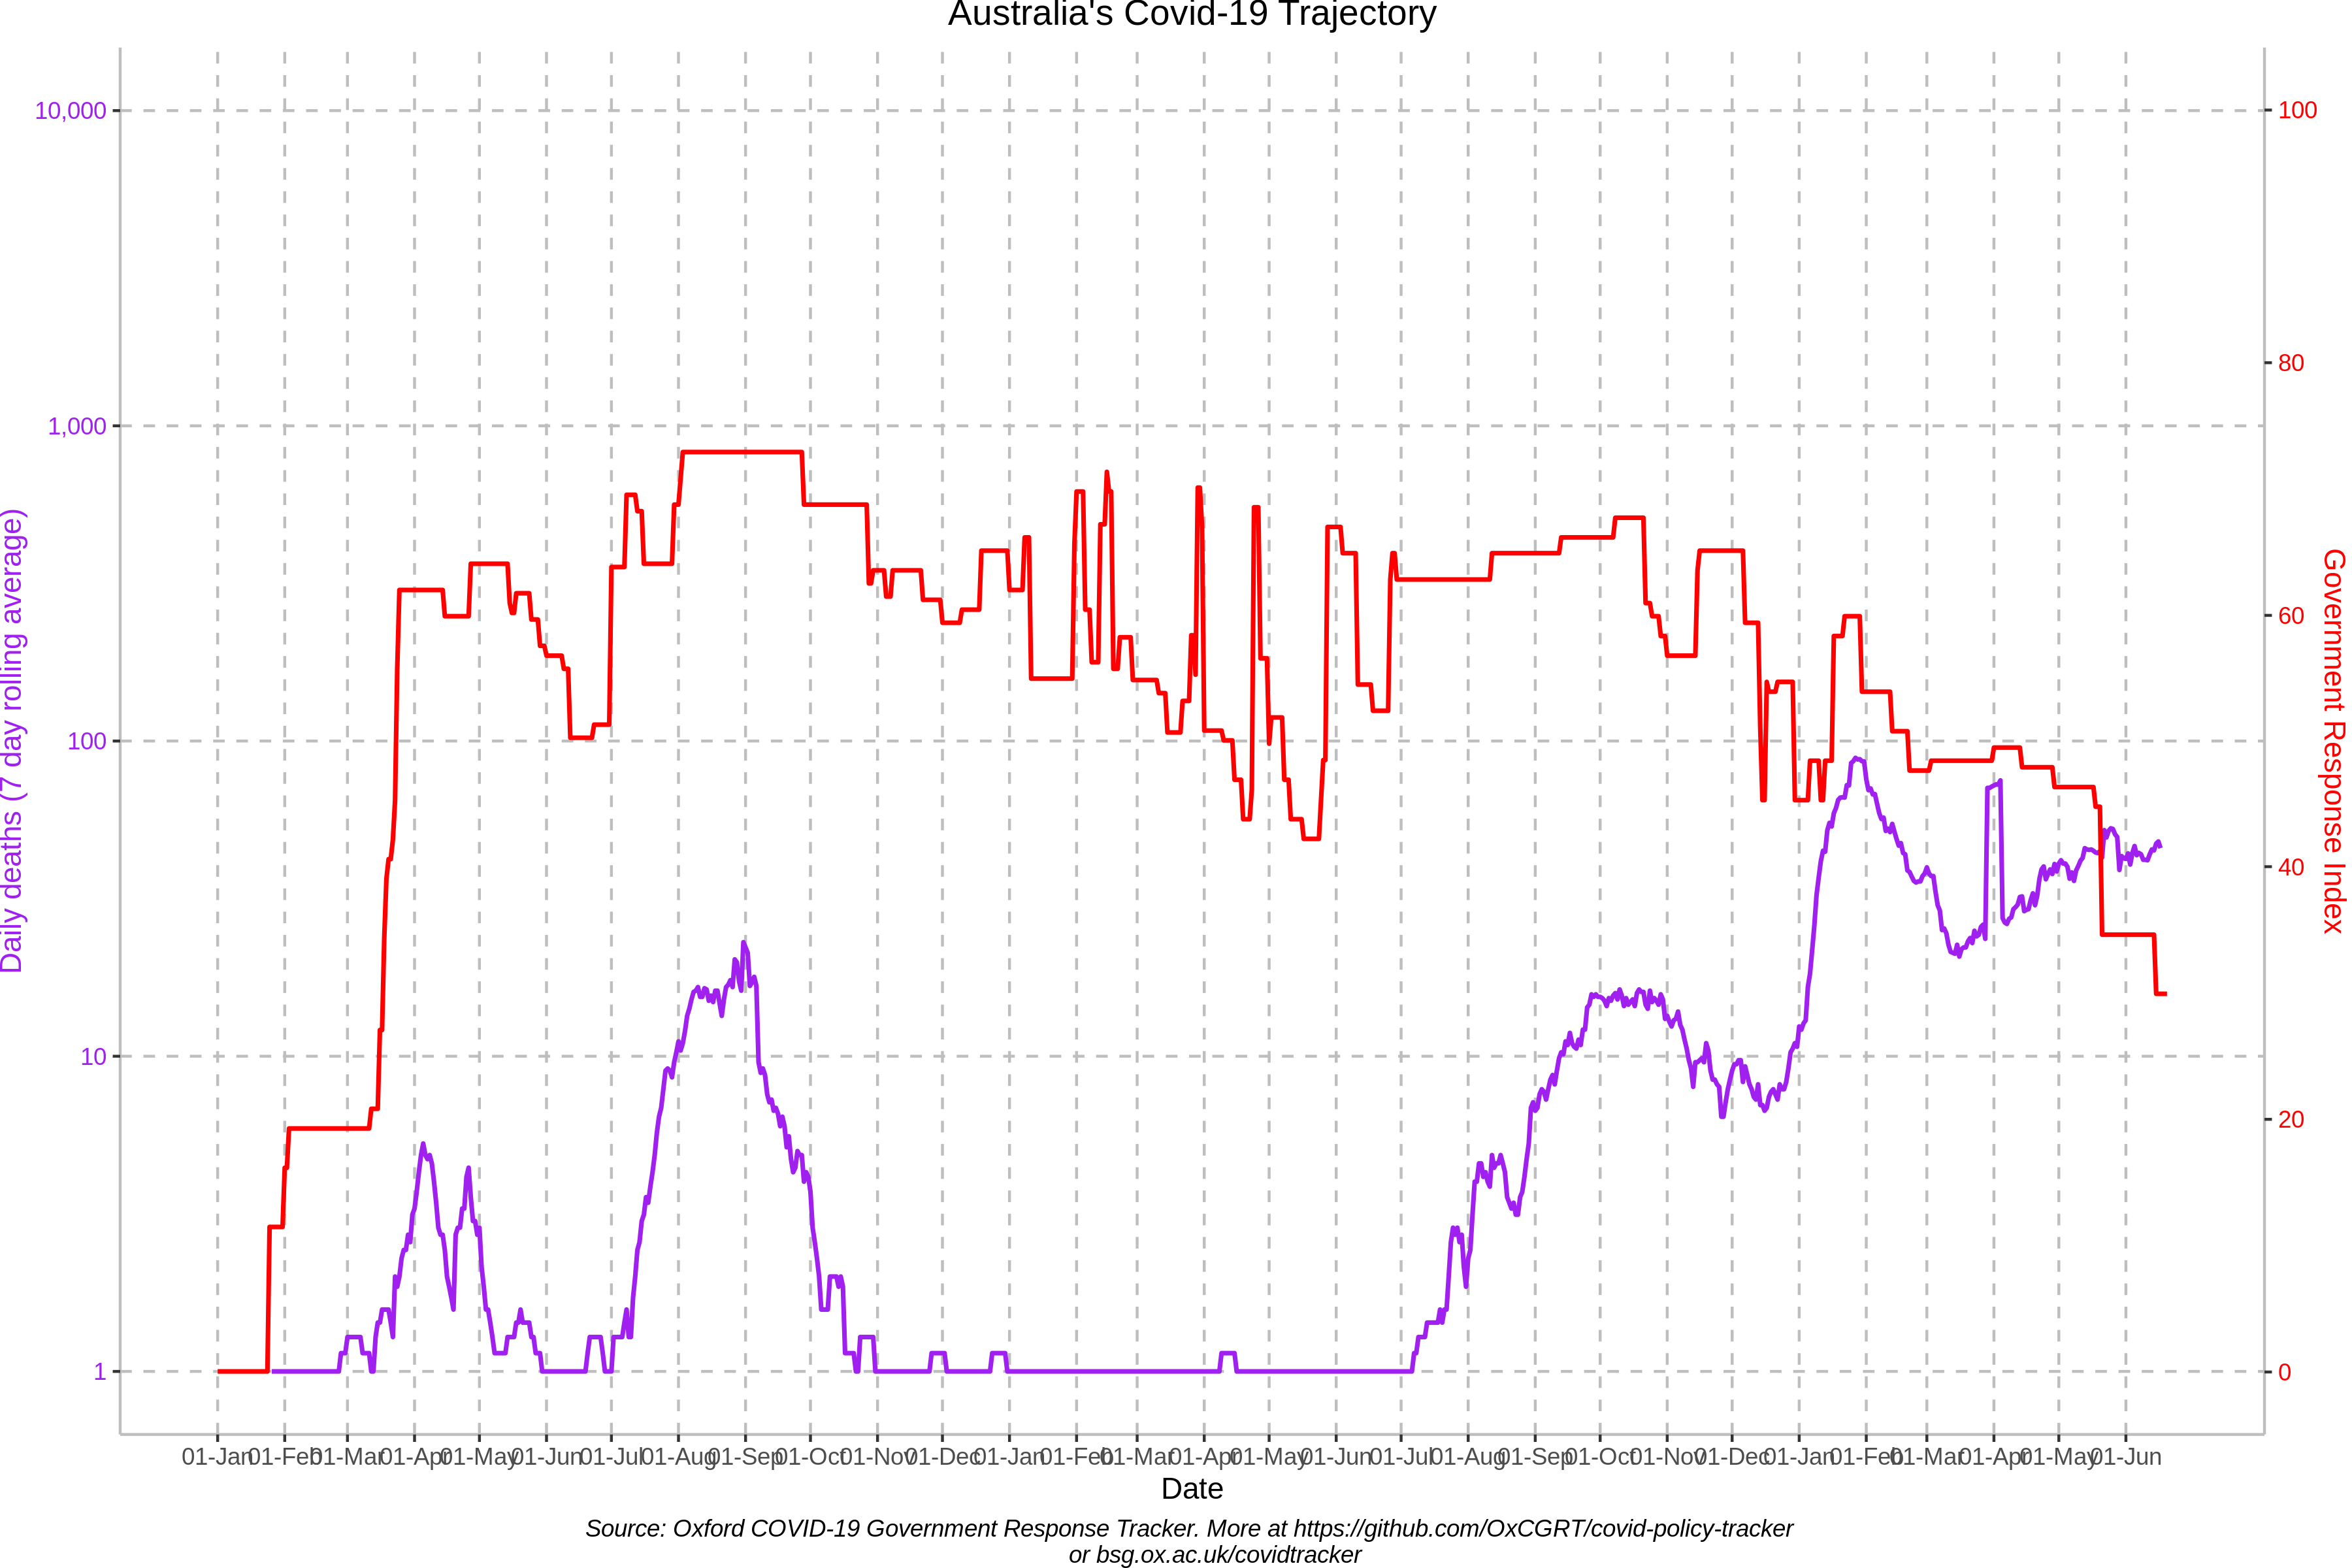 Australia's Covid-19 Trajectory
10,000
1,000
100
10
1
Daily deaths (7 day rolling average)
100
80
60
40
20
0
Government Response Index
01-Jan 01-Feb 01-Mar 01-Apr 01-May 01-Jun 01-Jul 01-Aug 01-Sep 01-Oct 01-Nov 01-Dec 01-Jan 01-Feb 01-Mar 01-Apr 01-May 01-Jun 01-Jul 01-Aug 01-Sep 01-Oct 01-Nov 01-Dec 01-Jan 01-Feb 01-Mar 01-Apr 01-May 01-Jun
Date
Source: Oxford COVID-19 Government Response Tracker. More at https://github.com/OxCGRT/covid-policy-tracker
or bsg.ox.ac.uk/covidtracker